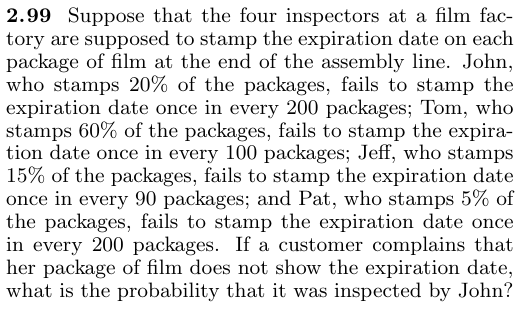 2.99 Suppose that the four inspectors at a film fac-
tory are supposed to stamp the expiration date on each
package of film at the end of the assembly line. John,
who stamps 20% of the packages, fails to stamp the
expiration date once in every 200 packages; Tom, who
stamps 60% of the packages, fails to stamp the expira-
tion date once in every 100 packages; Jeff, who stamps
15% of the packages, fails to stamp the expiration date
once in every 90 packages; and Pat, who stamps 5% of
the packages, fails to stamp the expiration date once
in every 200 packages. If a customer complains that
her package of film does not show the expiration date,
what is the probability that it was inspected by John?